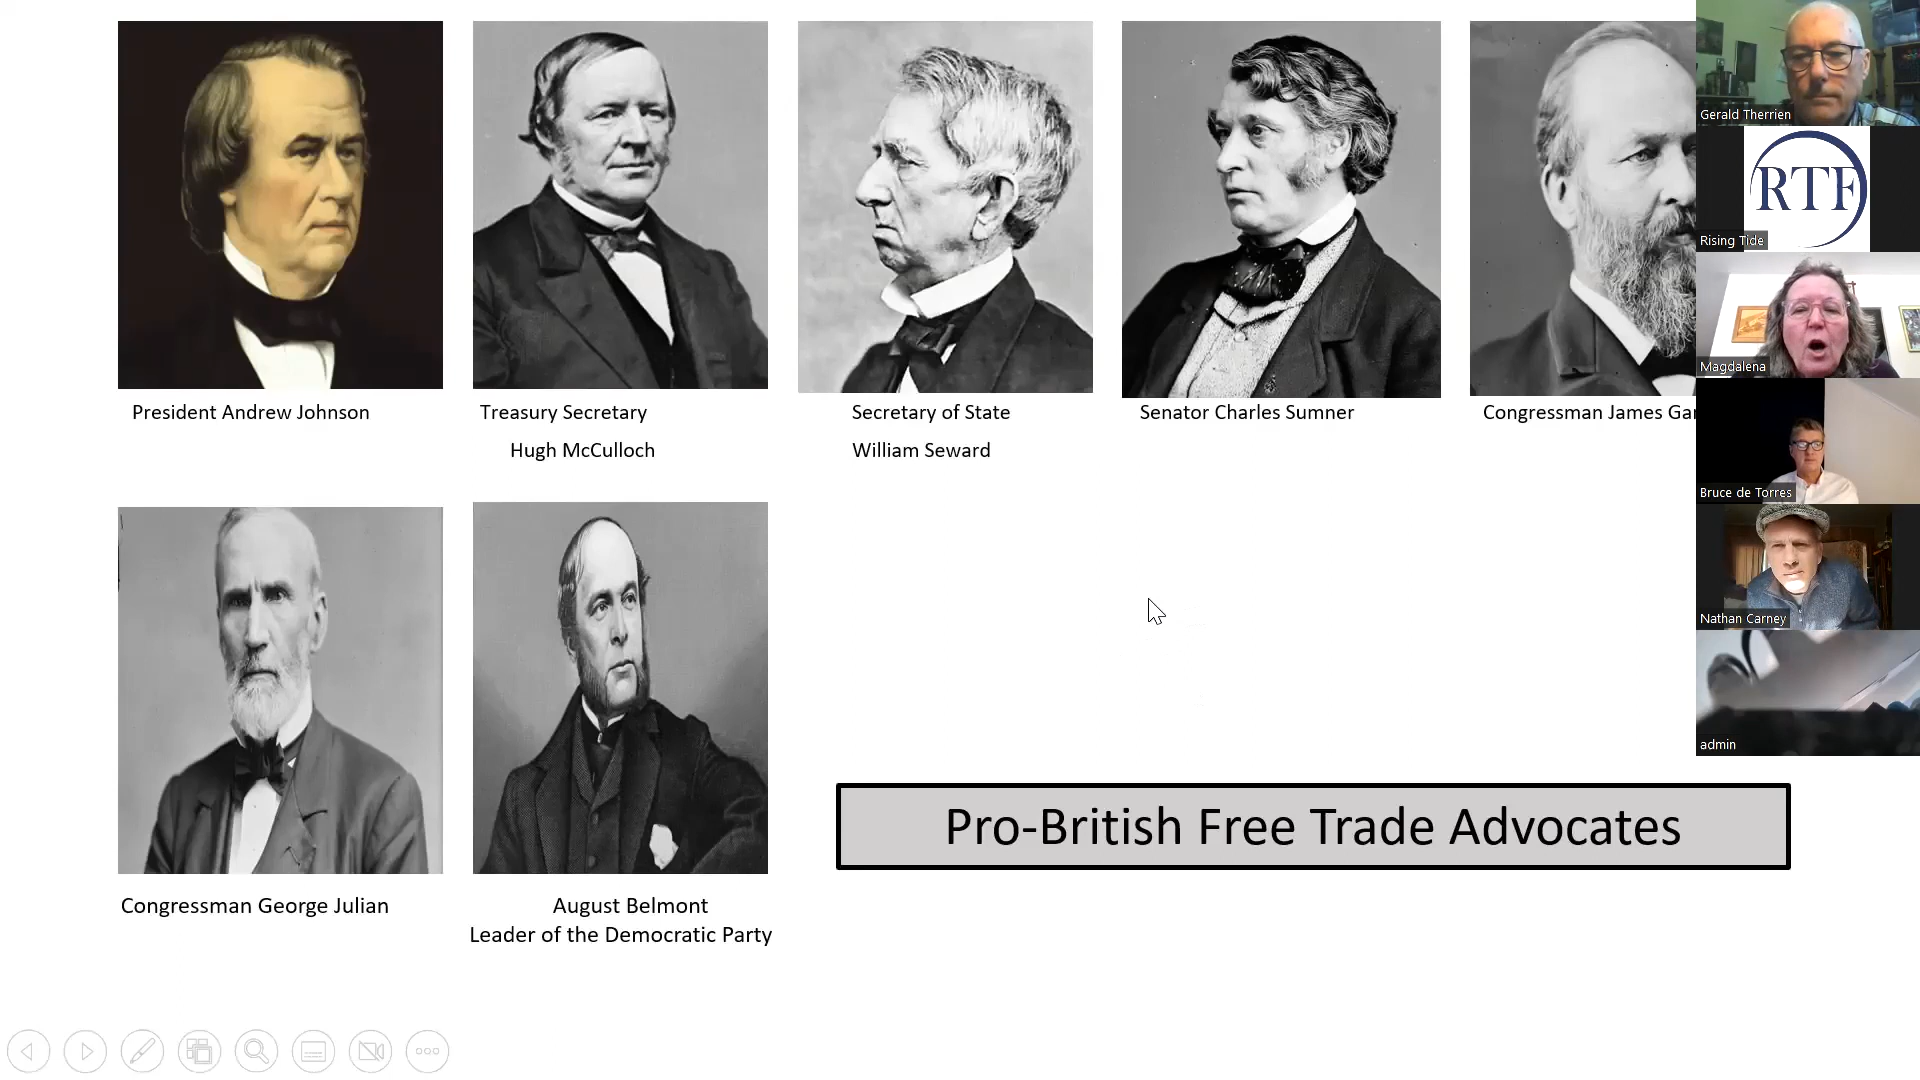 President Andrew Johnson
Treasury Secretary
Hugh McCulloch
Secretary of State
William Seward
Senator Charles Sumner
Congressman James Gar
Congressman George Julian
August Belmont
Leader of the Democratic Party
Pro-British Free Trade Advocates
Gerald Therrien
RTF
Rising Tide
Magdalena
Bruce de Torres
Nathan Carney
admin